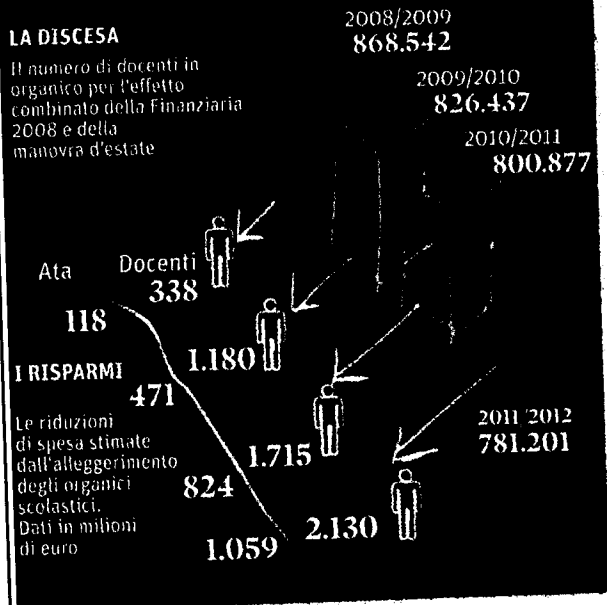 LA DISCESA
Il numero di docenti in
organico per l'effetto
combinato della Finanziaria
2008 e della
manovra d'estate
2008/2009
868.542
2009/2010
826.437
2010/2011
800.877
2011/2012
781.201
Ata
Docenti
118
338
471
1.180
824
1.715
1.059
2.130
I RISPARMI
Le riduzioni
di spesa stimate
dall'alleggerimento
degli organici
scolastici.
Dati in milioni
di euro